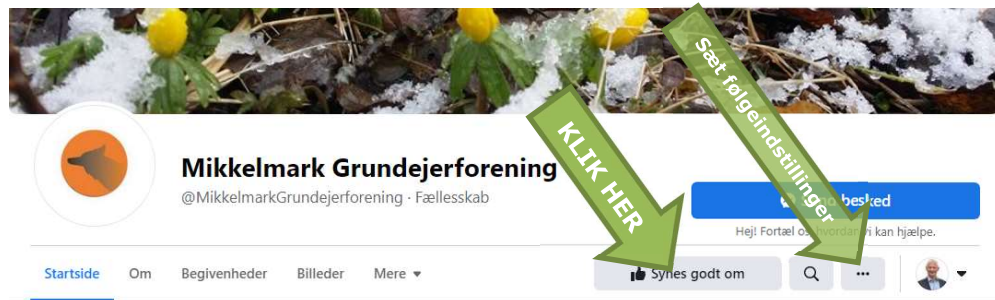 Sæt følgeindstillinger
KLIK HER
Mikkelmark Grundejerforening
@MikkelmarkGrundejerforening · Fællesskab
Send besked
Hej! Fortæl os, hvordan vi kan hjælpe.
Startside Om Begivenheder Billeder Mere
Synes godt om